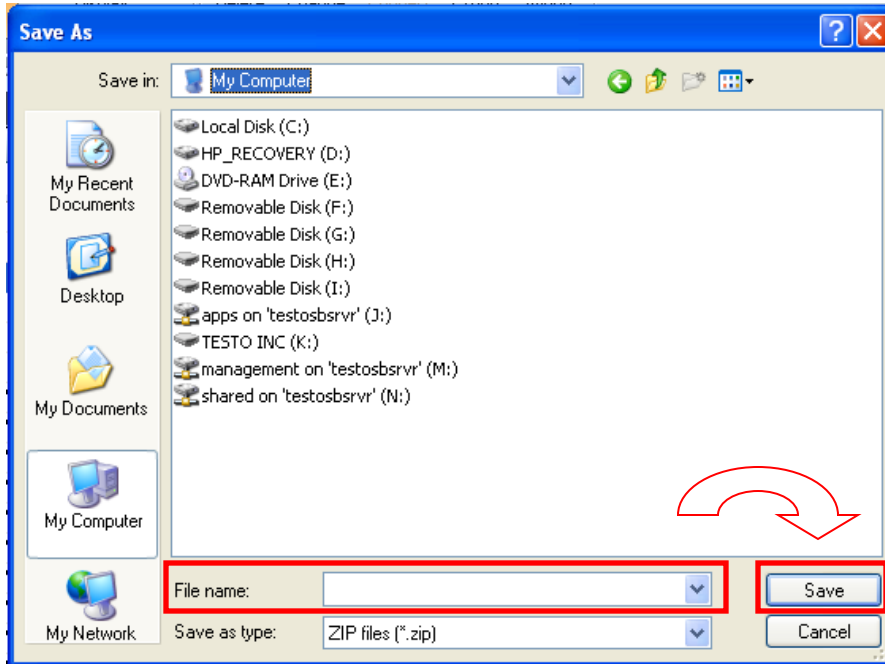 Save As
Save in:
My Computer
My Recent
Documents
Desktop
My Documents
My Computer
My Network
Local Disk (C:)
HP_RECOVERY (D:)
DVD-RAM Drive (E:)
Removable Disk (F:)
Removable Disk (G:)
Removable Disk (H:)
Removable Disk (I:)
apps on 'testosbsrvr' (J:)
TESTO INC (K:)
management on 'testosbsrvr' (M:)
shared on 'testosbsrvr' (N:)
File name:
Save
Save as type:
ZIP files (*.zip)
Cancel